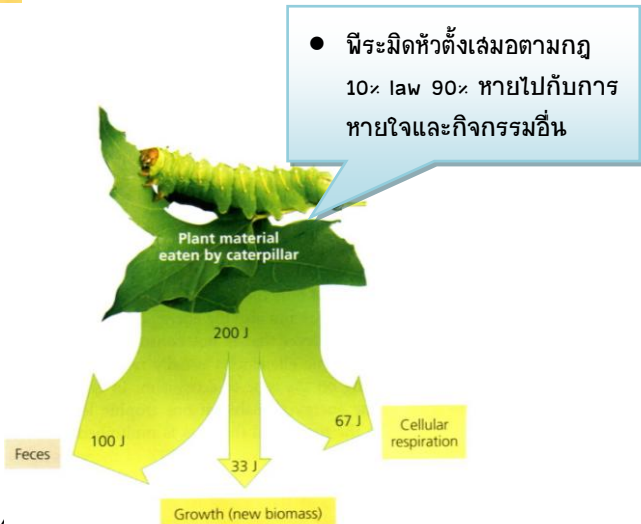 ● พีระมิดหัวตั้งเสมอตามกฎ
10% law 90% หายไปกับการ
หายใจและกิจกรรมอื่น
Plant material
eaten by caterpillar
200 J
100 J
67 J
Cellular
respiration
Feces
33 J
Growth (new biomass)